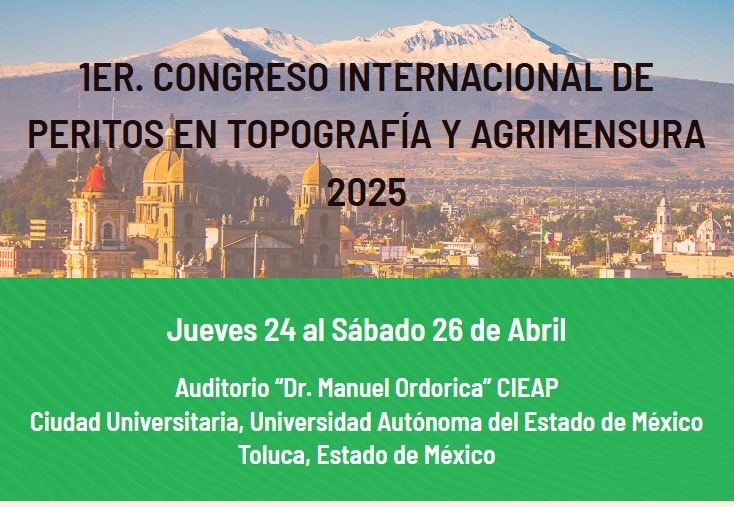 1ER. CONGRESO INTERNACIONAL DE
PERITOS EN TOPOGRAFÍA Y AGRIMENSURA
2025
Jueves 24 al Sábado 26 de Abril
Auditorio “Dr. Manuel Ordorica” CIEAP
Ciudad Universitaria, Universidad Autónoma del Estado de México
Toluca, Estado de México